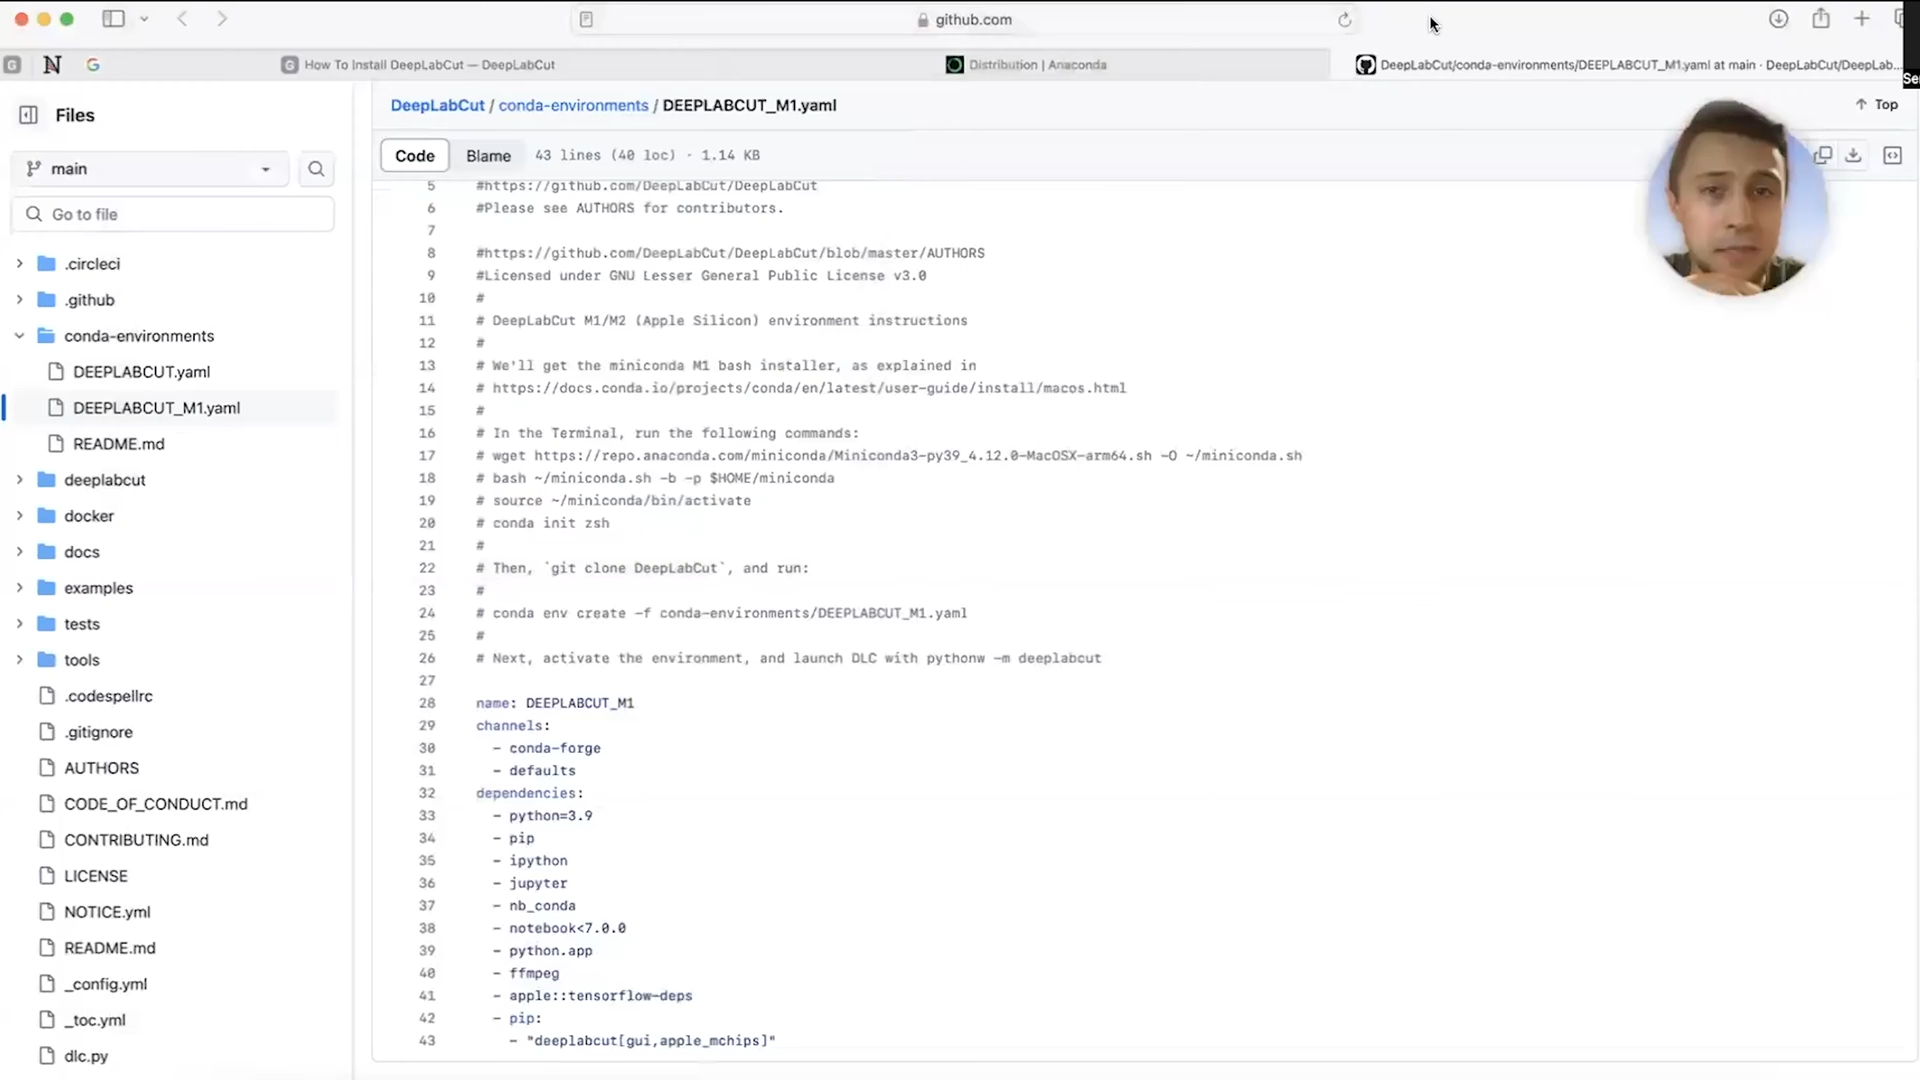 github.com
How To Install DeepLabCut — DeepLabCut
Distribution | Anaconda
DeepLabCut/conda-environments/DEEPLABCUT_M1.yaml at main · DeepLabCut/DeepLab...
Files
main
Go to file
.circleci
.github
conda-environments
DEEPLABCUT.yaml
DEEPLABCUT_M1.yaml
README.md
deeplabcut
docker
docs
examples
tests
tools
.codespellrc
.gitignore
AUTHORS
CODE_OF_CONDUCT.md
CONTRIBUTING.md
LICENSE
NOTICE.yml
README.md
_config.yml
_toc.yml
dlc.py
DeepLabCut / conda-environments / DEEPLABCUT_M1.yaml
Top
Code Blame 43 lines (40 loc) · 1.14 KB
5 #https://github.com/DeepLabCut/DeepLabCut
6 #Please see AUTHORS for contributors.
7
8 #https://github.com/DeepLabCut/DeepLabCut/blob/master/AUTHORS
9 #Licensed under GNU Lesser General Public License v3.0
10 #
11 # DeepLabCut M1/M2 (Apple Silicon) environment instructions
12 #
13 # We'll get the miniconda M1 bash installer, as explained in
14 # https://docs.conda.io/projects/conda/en/latest/user-guide/install/macos.html
15 #
16 # In the Terminal, run the following commands:
17 # wget https://repo.anaconda.com/miniconda/Miniconda3-py39_4.12.0-MacOSX-arm64.sh -O ~/miniconda.sh
18 # bash ~/miniconda.sh -b -p $HOME/miniconda
19 # source ~/miniconda/bin/activate
20 # conda init zsh
21 #
22 # Then, `git clone DeepLabCut`, and run:
23 #
24 # conda env create -f conda-environments/DEEPLABCUT_M1.yaml
25 #
26 # Next, activate the environment, and launch DLC with pythonw -m deeplabcut
27
28 name: DEEPLABCUT_M1
29 channels:
30 - conda-forge
31 - defaults
32 dependencies:
33 - python=3.9
34 - pip
35 - ipython
36 - jupyter
37 - nb_conda
38 - notebook<7.0.0
39 - python.app
40 - ffmpeg
41 - apple::tensorflow-deps
42 - pip:
43 - "deeplabcut[gui,apple_mchips]"